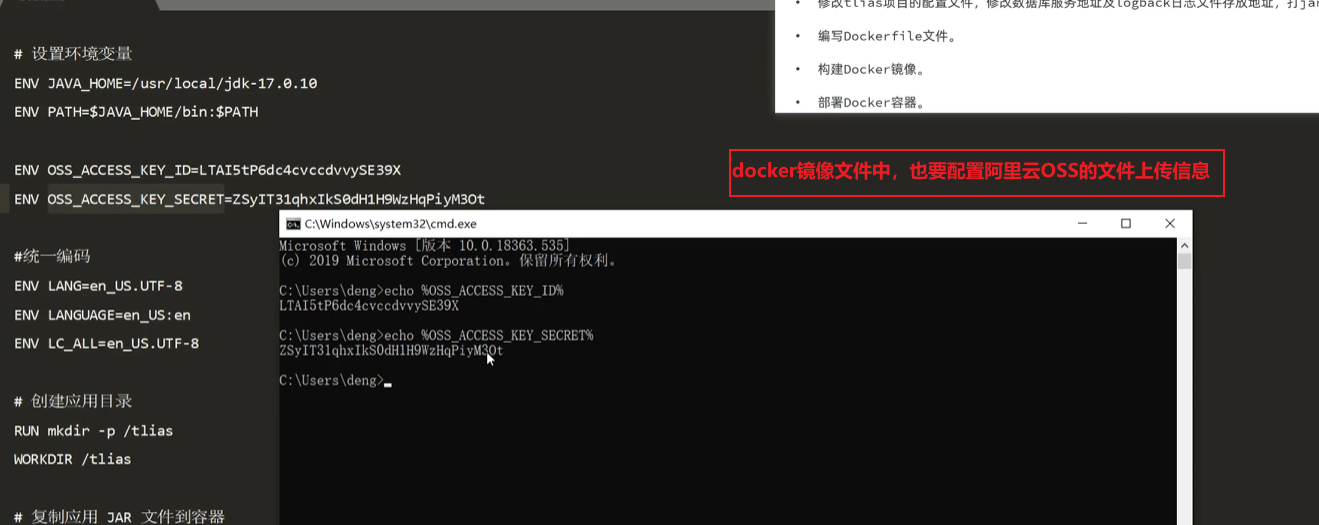 修改tlias项目的配置文件，修改数据库服务地址及logback日志文件存放地址，打jar
• 编写Dockerfile文件。
• 构建Docker镜像。
• 部署Docker容器。
# 设置环境变量
ENV JAVA_HOME=/usr/local/jdk-17.0.10
ENV PATH=$JAVA_HOME/bin:$PATH
ENV OSS_ACCESS_KEY_ID=LTAI5tP6dc4cvccdvvySE39X
ENV OSS_ACCESS_KEY_SECRET=ZSyIT31qhxIkS0dH1H9WzHqPiyM3Ot
docker镜像文件中，也要配置阿里云OSS的文件上传信息
#统一编码
ENV LANG=en_US.UTF-8
ENV LANGUAGE=en_US:en
ENV LC_ALL=en_US.UTF-8
# 创建应用目录
RUN mkdir -p /tlias
WORKDIR /tlias
# 复制应用 JAR 文件到容器
C:\Windows\system32\cmd.exe
Microsoft Windows [版本 10.0.18363.535]
(c) 2019 Microsoft Corporation。保留所有权利。
C:\Users\deng>echo %OSS_ACCESS_KEY_ID%
LTAI5tP6dc4cvccdvvySE39X
C:\Users\deng>echo %OSS_ACCESS_KEY_SECRET%
ZSyIT31qhxIkS0dH1H9WzHqPiyM3Ot
C:\Users\deng>